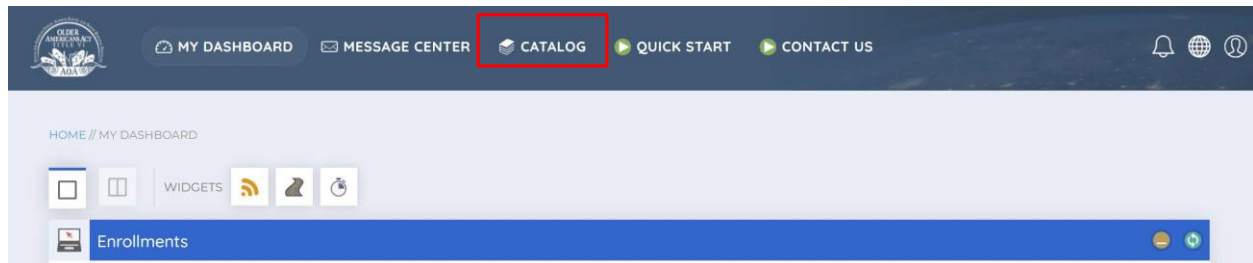 OLDER
AMERICANS ACT
TITLE VI
AOA
MY DASHBOARD MESSAGE CENTER CATALOG QUICK START CONTACT US
HOME // MY DASHBOARD
WIDGETS
Enrollments